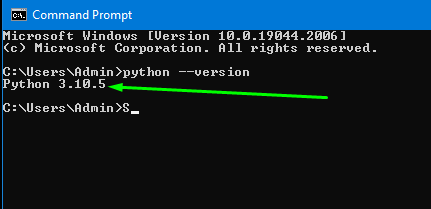 Command Prompt
Microsoft Windows [Version 10.0.19044.2006]
(c) Microsoft Corporation. All rights reserved.
C:\Users\Admin>python --version
Python 3.10.5
C:\Users\Admin>S_